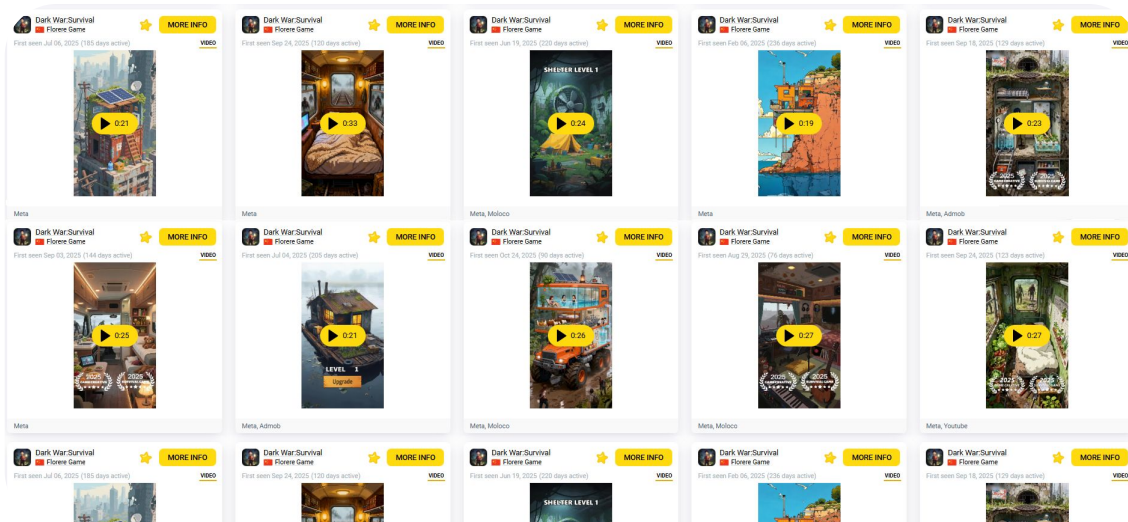 Dark War:Survival
Florere Game
MORE INFO
First seen Jul 06, 2025 (185 days active)
VIDEO
0:21
Meta
Dark War:Survival
Florere Game
MORE INFO
First seen Sep 24, 2025 (120 days active)
VIDEO
0:33
Meta
Dark War:Survival
Florere Game
MORE INFO
First seen Jun 19, 2025 (220 days active)
VIDEO
SHELTER LEVEL 1
0:24
Meta, Moloco
Dark War:Survival
Florere Game
MORE INFO
First seen Feb 06, 2025 (236 days active)
VIDEO
0:19
Meta
Dark War:Survival
Florere Game
MORE INFO
First seen Sep 18, 2025 (129 days active)
VIDEO
0:23
2025
2025
Meta, Admob
Dark War:Survival
Florere Game
MORE INFO
First seen Sep 03, 2025 (144 days active)
VIDEO
0:25
2025
2025
SURVIVAL GAME
Meta
Dark War:Survival
Florere Game
MORE INFO
First seen Jul 04, 2025 (205 days active)
VIDEO
0:21
LEVEL 1
Upgrade
Meta, Admob
Dark War:Survival
Florere Game
MORE INFO
First seen Oct 24, 2025 (90 days active)
VIDEO
0:26
Meta, Moloco
Dark War:Survival
Florere Game
MORE INFO
First seen Aug 29, 2025 (76 days active)
VIDEO
0:27
2025
2025
SURVIVAL GAME
Meta, Moloco
Dark War:Survival
Florere Game
MORE INFO
First seen Sep 24, 2025 (123 days active)
VIDEO
0:27
2025
2025
Meta, Youtube
Dark War:Survival
Florere Game
MORE INFO
First seen Jul 06, 2025 (185 days active)
VIDEO
Dark War:Survival
Florere Game
MORE INFO
First seen Sep 24, 2025 (120 days active)
VIDEO
Dark War:Survival
Florere Game
MORE INFO
First seen Jun 19, 2025 (220 days active)
VIDEO
SHELTER LEVEL 1
Dark War:Survival
Florere Game
MORE INFO
First seen Feb 06, 2025 (236 days active)
VIDEO
Dark War:Survival
Florere Game
MORE INFO
First seen Sep 18, 2025 (129 days active)
VIDEO